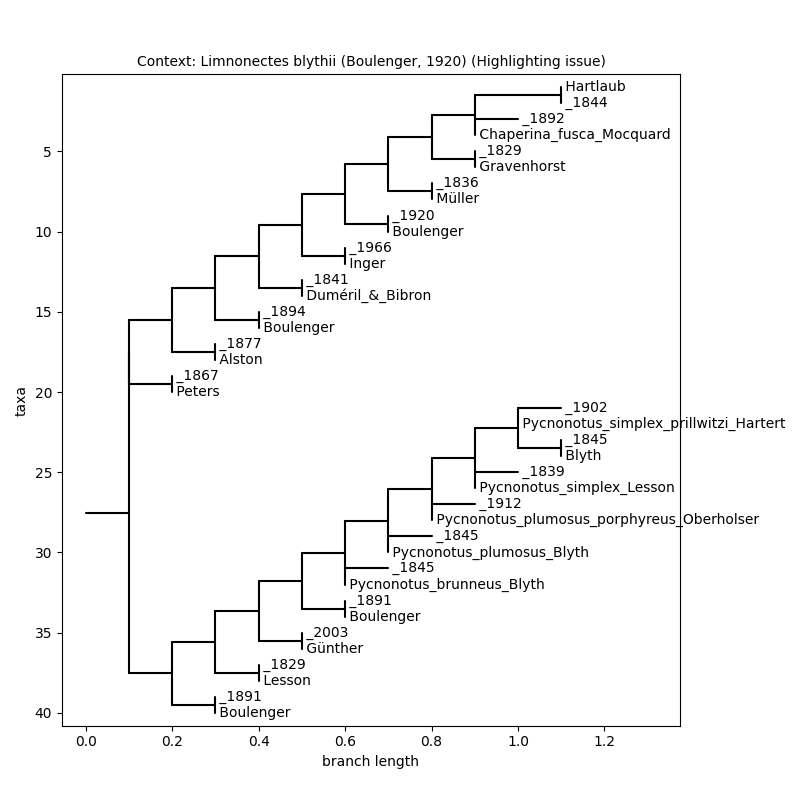 Context: Limnonectes blythii (Boulenger, 1920) (Highlighting issue)
Hartlaub
_1844
_1892
Chaperina_fusca_Mocquard
_1829
Gravenhorst
_1836
Müller
_1920
Boulenger
_1966
Inger
_1841
Duméril_&_Bibron
_1894
Boulenger
_1877
Alston
_1867
Peters
_1902
Pycnonotus_simplex_prillwitzi_Hartert
_1845
Blyth
_1839
Pycnonotus_simplex_Lesson
_1912
Pycnonotus_plumosus_porphyreus_Oberholser
_1845
Pycnonotus_plumosus_Blyth
_1845
Pycnonotus_brunneus_Blyth
_1891
Boulenger
_2003
Günther
_1829
Lesson
_1891
Boulenger
5
10
15
20
25
30
35
40
taxa
0.0 0.2 0.4 0.6 0.8 1.0 1.2
branch length